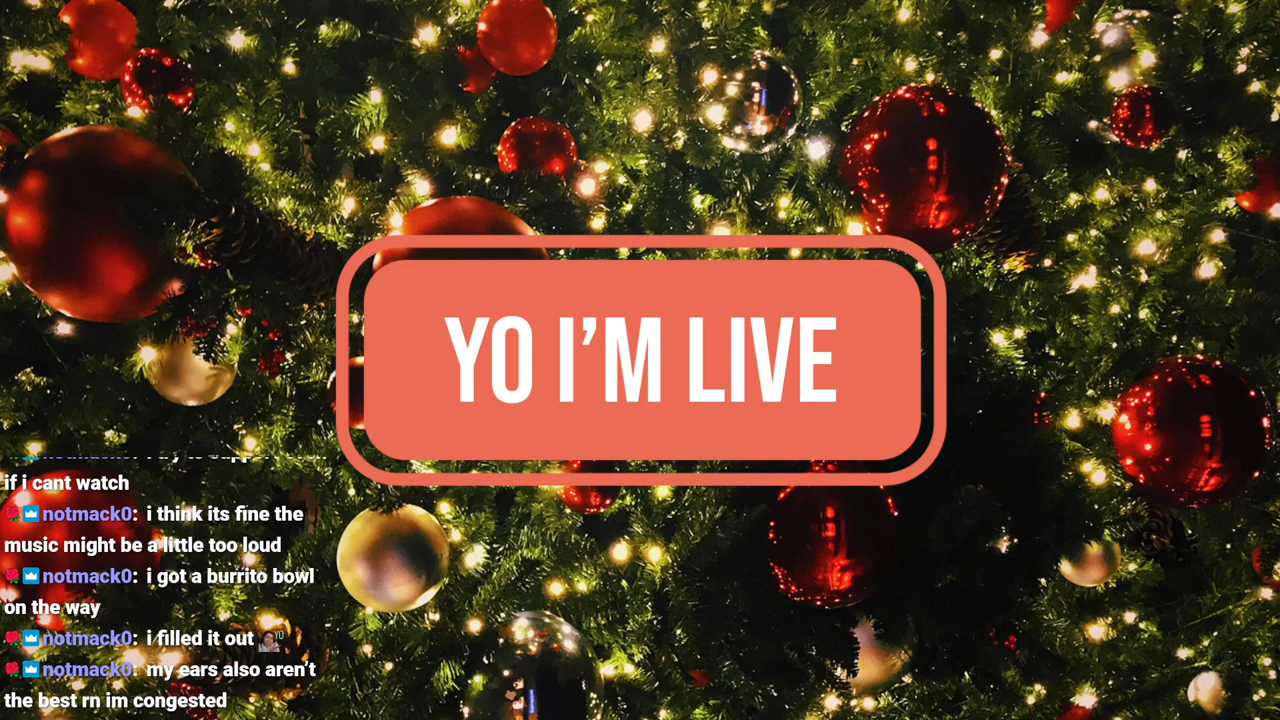 YO I'M LIVE
if i cant watch
notmack0: i think its fine the
music might be a little too loud
notmack0: i got a burrito bowl
on the way
notmack0: i filled it out YO
notmack0: my ears also aren't
the best rn im congested